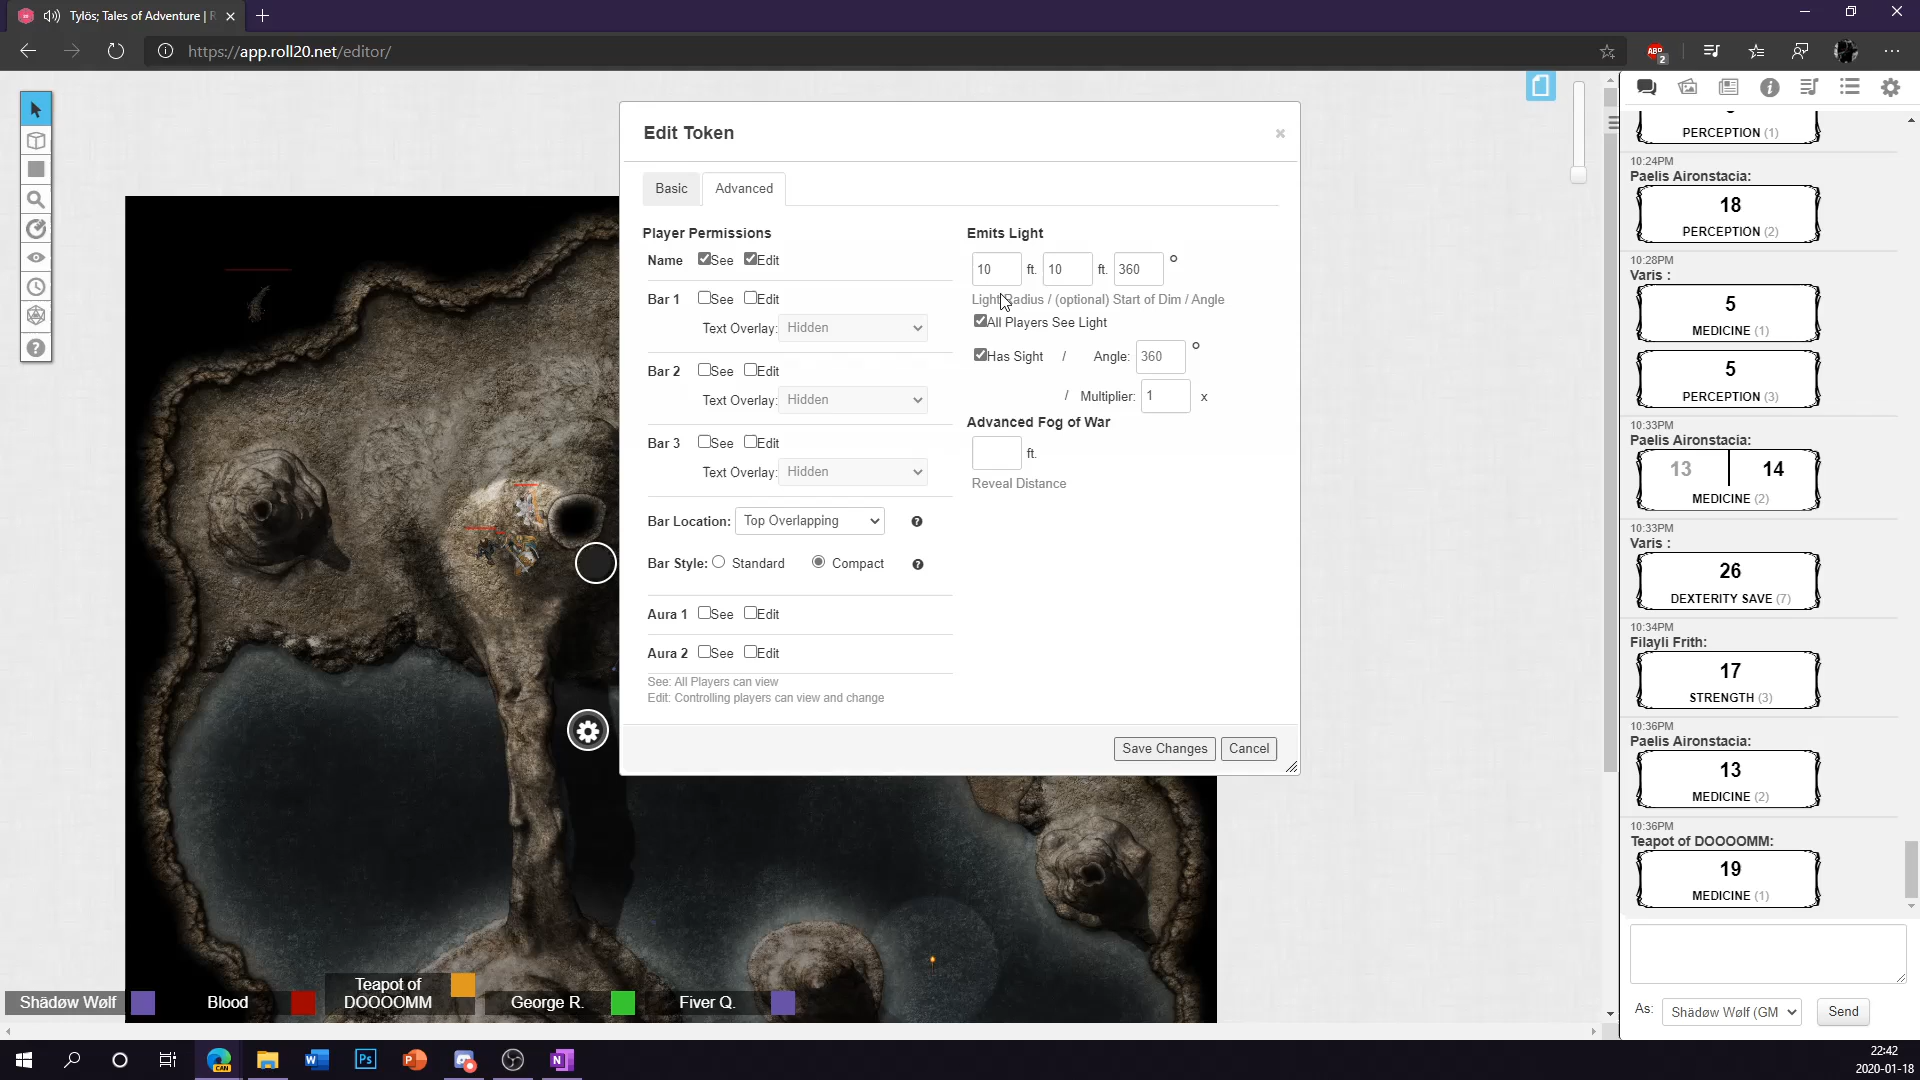 Tylös; Tales of Adventure | R
https://app.roll20.net/editor/
ABP
2
Edit Token
×
Basic
Advanced
Player Permissions
Name See Edit
Bar 1 See Edit
Text Overlay: Hidden
Bar 2 See Edit
Text Overlay: Hidden
Bar 3 See Edit
Text Overlay: Hidden
Bar Location: Top Overlapping ?
Bar Style: Standard Compact ?
Aura 1 See Edit
Aura 2 See Edit
See: All Players can view
Edit: Controlling players can view and change
Emits Light
10 ft. 10 ft. 360 °
Light Radius / (optional) Start of Dim / Angle
All Players See Light
Has Sight / Angle: 360 °
/ Multiplier: 1 x
Advanced Fog of War
ft.
Reveal Distance
Save Changes
Cancel
PERCEPTION (1)
10:24PM
Paelis Aironstacia:
18
PERCEPTION (2)
10:28PM
Varis :
5
MEDICINE (1)
5
PERCEPTION (3)
10:33PM
Paelis Aironstacia:
13 14
MEDICINE (2)
10:33PM
Varis :
26
DEXTERITY SAVE (7)
10:34PM
Filayli Frith:
17
STRENGTH (3)
10:36PM
Paelis Aironstacia:
13
MEDICINE (2)
10:36PM
Teapot of DOOOOMM:
19
MEDICINE (1)
As: Shädøw Wølf (GM
Send
Shädøw Wølf
Blood
Teapot of
DOOOOMM
George R.
Fiver Q.
CAN
W
Ps
P
N
22:42
2020-01-18